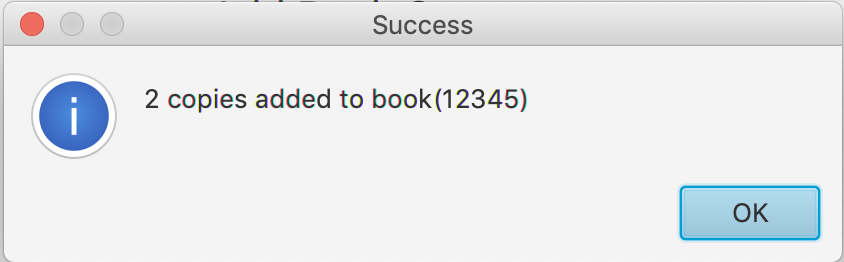 Success
i
2 copies added to book(12345)
OK